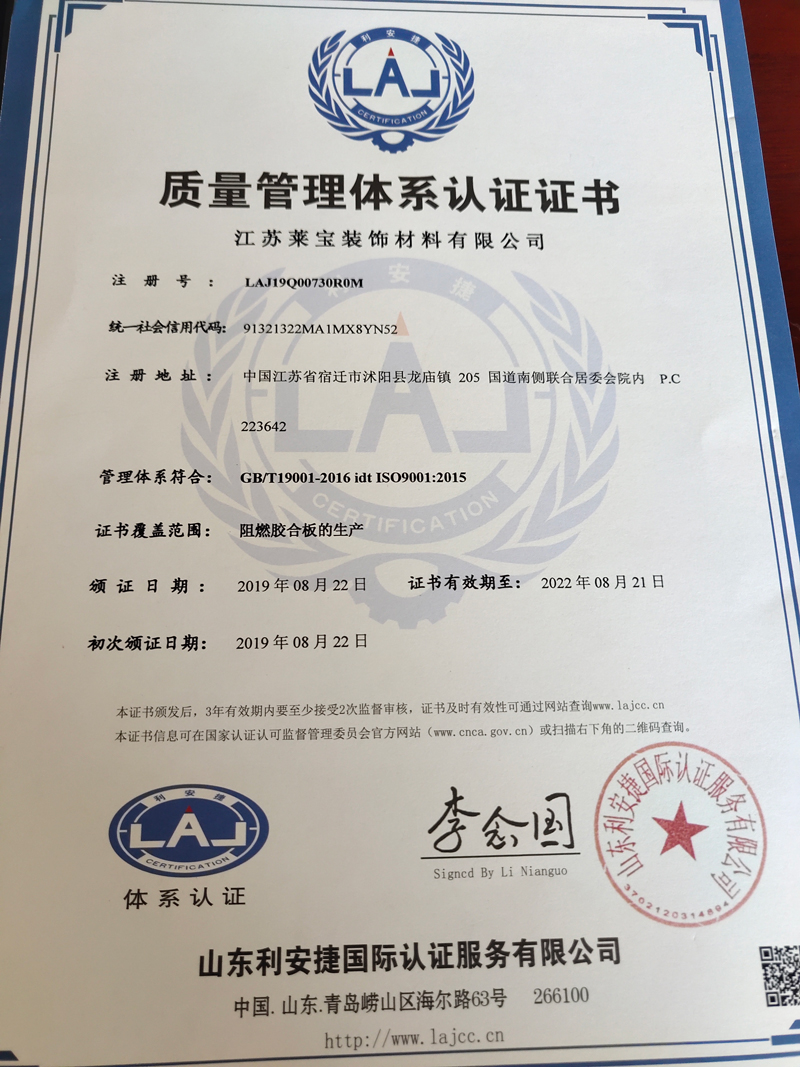 利安捷
LAJ
CERTIFICATION
质量管理体系认证证书
江苏莱宝装饰材料有限公司
注册号： LAJ19Q00730R0M
统一社会信用代码： 91321322MA1MX8YN52
注册地址： 中国江苏省宿迁市沭阳县龙庙镇 205 国道南侧联合居委会院内 P.C
223642
管理体系符合： GB/T19001-2016 idt ISO9001:2015
证书覆盖范围： 阻燃胶合板的生产
颁证日期： 2019 年 08 月 22 日 证书有效期至： 2022 年 08 月 21 日
初次颁证日期： 2019 年 08 月 22 日
利安捷
LAJ
CERTIFICATION
本证书颁发后，3年有效期内要至少接受2次监督审核，证书及时有效性可通过网站查询www.lajcc.cn
本证书信息可在国家认证认可监督管理委员会官方网站（www.cnca.gov.cn）或扫描右下角的二维码查询。
利安捷
LAJ
CERTIFICATION
体系认证
李念国
Signed By Li Nianguo
山东利安捷国际认证服务有限公司
3702120314894
山东利安捷国际认证服务有限公司
中国. 山东. 青岛崂山区海尔路63号 266100
http://www.lajcc.cn